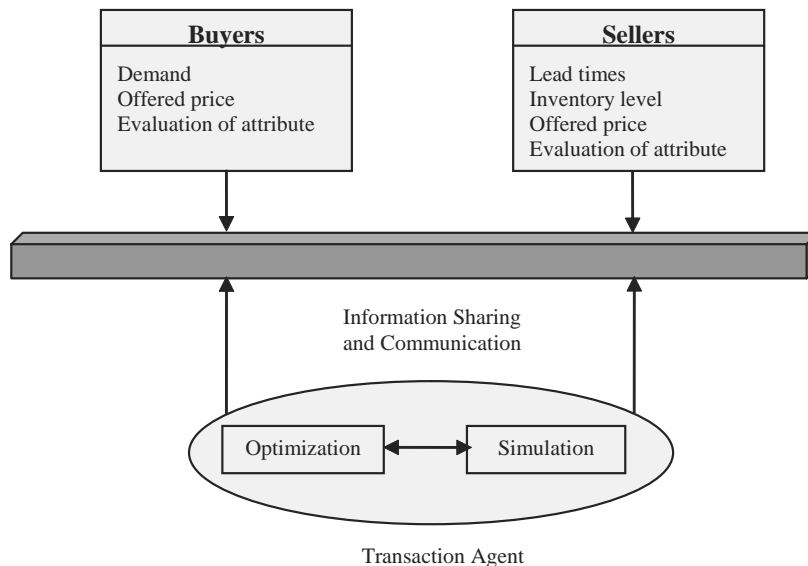 Buyers
Demand
Offered price
Evaluation of attribute
Sellers
Lead times
Inventory level
Offered price
Evaluation of attribute
Information Sharing
and Communication
Optimization
Simulation
Transaction Agent